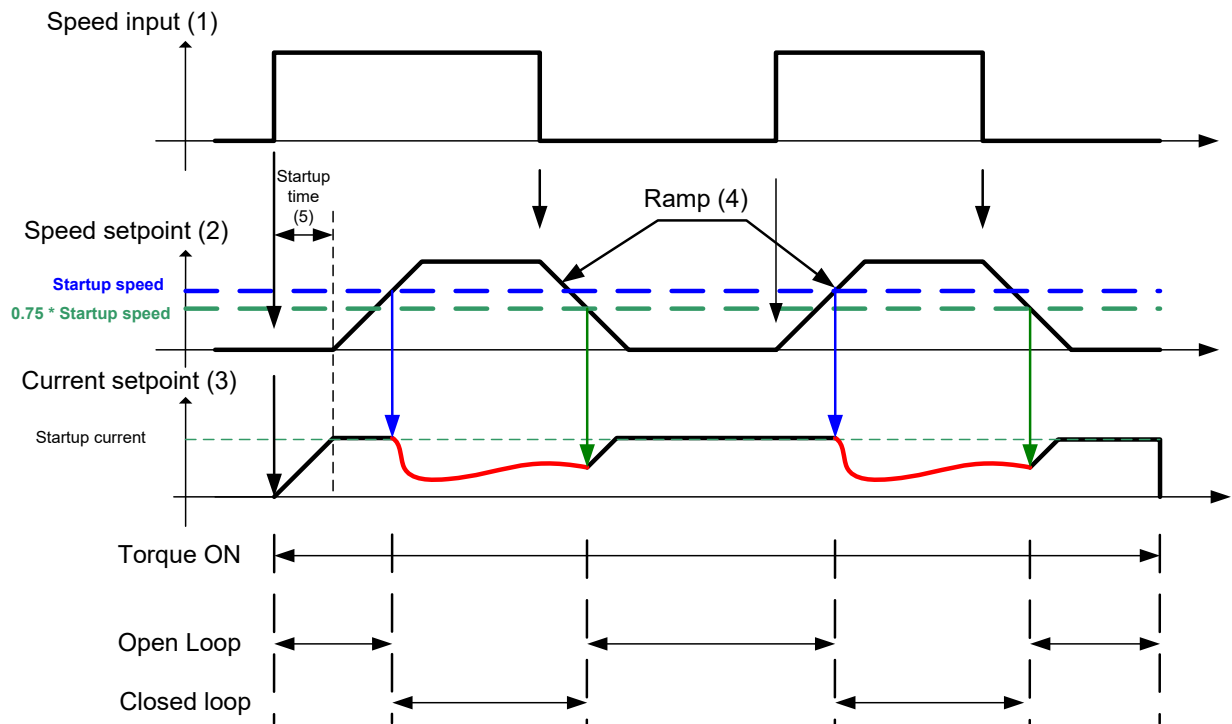 Speed input (1)
Startup
time
(5)
Ramp (4)
Speed setpoint (2)
Startup speed
0.75 * Startup speed
Current setpoint (3)
Startup current
Torque ON
Open Loop
Closed loop